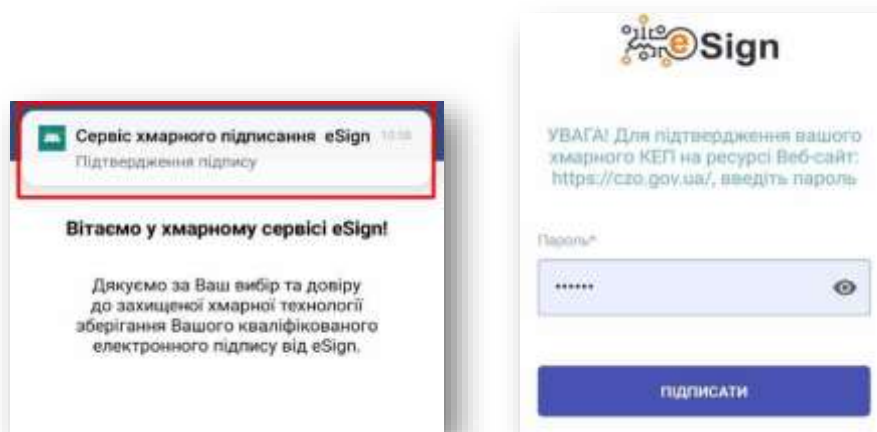 Сервіс хмарного підписання eSign 10:58
Підтвердження підпису
Вітаємо у хмарному сервісі eSign!
Дякуємо за Ваш вибір та довіру
до захищеної хмарної технології
зберігання Вашого кваліфікованого
електронного підпису від eSign.
eSign
УВАГА! Для підтвердження вашого
хмарного КЕП на ресурсі Веб-сайт:
https://czo.gov.ua/, введіть пароль
Пароль*
ПІДПИСАТИ